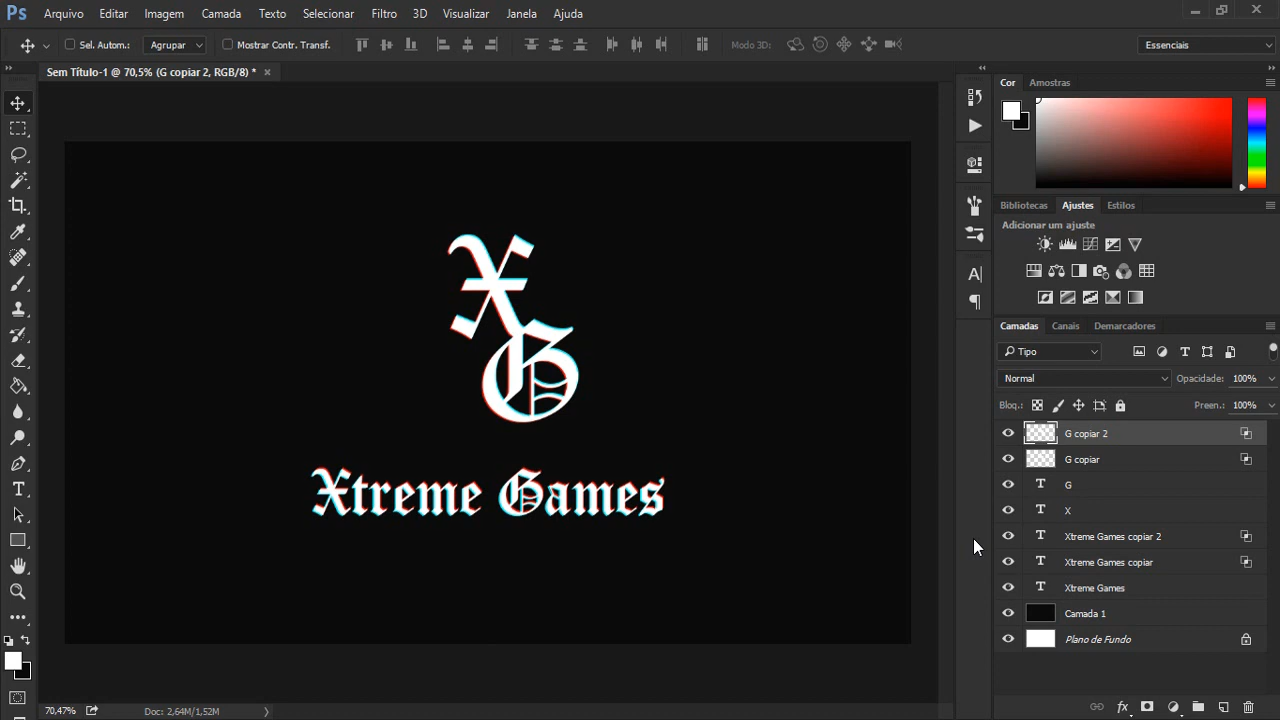 Ps Arquivo Editar Imagem Camada Texto Selecionar Filtro 3D Visualizar Janela Ajuda
Sel. Autom.: Agrupar Mostrar Contr. Transf. Modo 3D: Essenciais
Sem Título-1 @ 70,5% (G copiar 2, RGB/8) * ×
Cor Amostras
Bibliotecas Ajustes Estilos
Adicionar um ajuste
Camadas Canais Demarcadores
Tipo
Normal Opacidade: 100%
Bloq.: Preen.: 100%
G copiar 2
G copiar
G
X
Xtreme Games copiar 2
Xtreme Games copiar
Xtreme Games
Camada 1
Plano de Fundo
X
G
Xtreme Games
70,47% Doc: 2,64M/1,52M